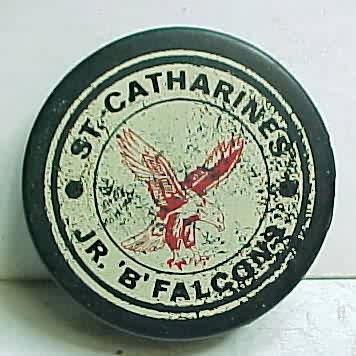 ST. CATHARINES
JR. 'B' FALCONS